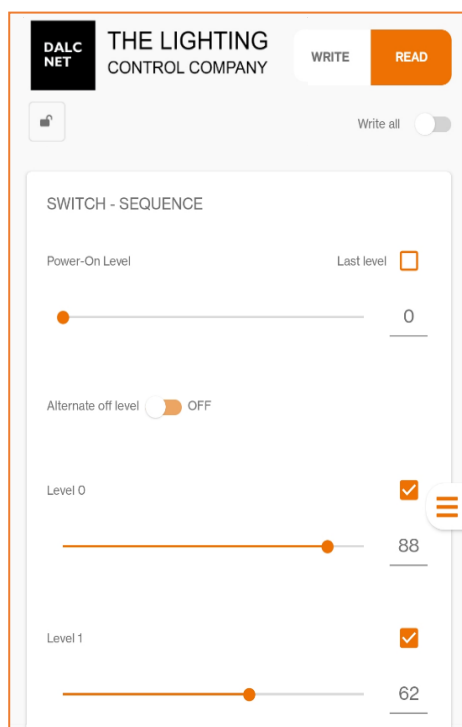 DALC
NET
THE LIGHTING
CONTROL COMPANY
WRITE
READ
Write all
SWITCH - SEQUENCE
Power-On Level
Last level
0
Alternate off level
OFF
Level 0
88
Level 1
62